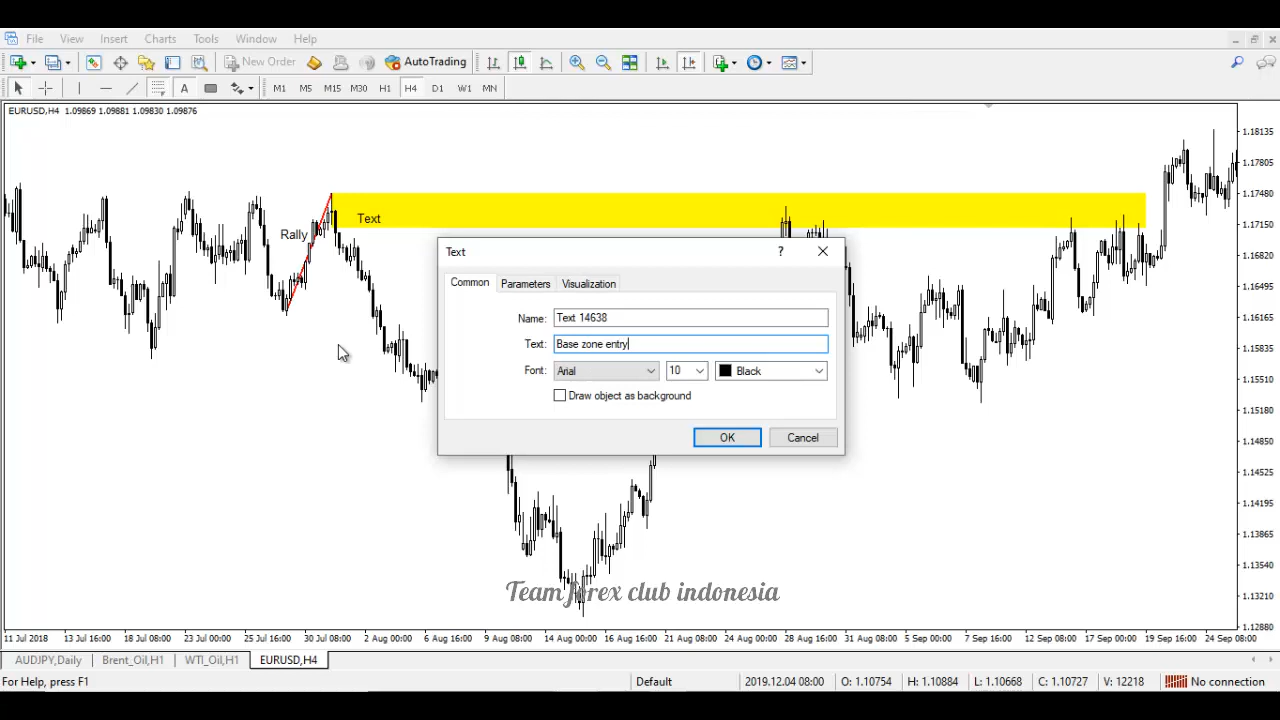 File View Insert Charts Tools Window Help
New Order AutoTrading
A M1 M5 M15 M30 H1 H4 D1 W1 MN
EURUSD,H4 1.09869 1.09881 1.09830 1.09876
1.18135
1.17805
1.17480
1.17150
1.16820
1.16495
1.16165
1.15835
1.15510
1.15180
1.14850
1.14525
1.14195
1.13865
1.13540
1.13210
1.12880
Text
Rally
Text ? 
Common Parameters Visualization
Name: Text 14638
Text: Base zone entry
Font: Arial 10 Black
Draw object as background
OK Cancel
Team forex club indonesia
11 Jul 2018 13 Jul 16:00 18 Jul 08:00 23 Jul 00:00 25 Jul 16:00 30 Jul 08:00 2 Aug 00:00 6 Aug 16:00 9 Aug 08:00 14 Aug 00:00 16 Aug 16:00 21 Aug 08:00 24 Aug 00:00 28 Aug 16:00 31 Aug 08:00 5 Sep 00:00 7 Sep 16:00 12 Sep 08:00 17 Sep 00:00 19 Sep 16:00 24 Sep 08:00
AUDJPY,Daily Brent_Oil,H1 WTI_Oil,H1 EURUSD,H4
For Help, press F1 Default 2019.12.04 08:00 O: 1.10754 H: 1.10884 L: 1.10668 C: 1.10727 V: 12218 No connection